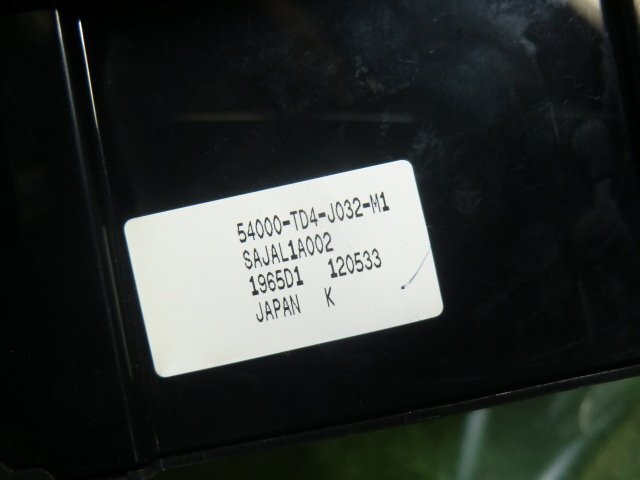 54000-TD4-J032-M1
SAJAL1A002
1965D1 120533
JAPAN K